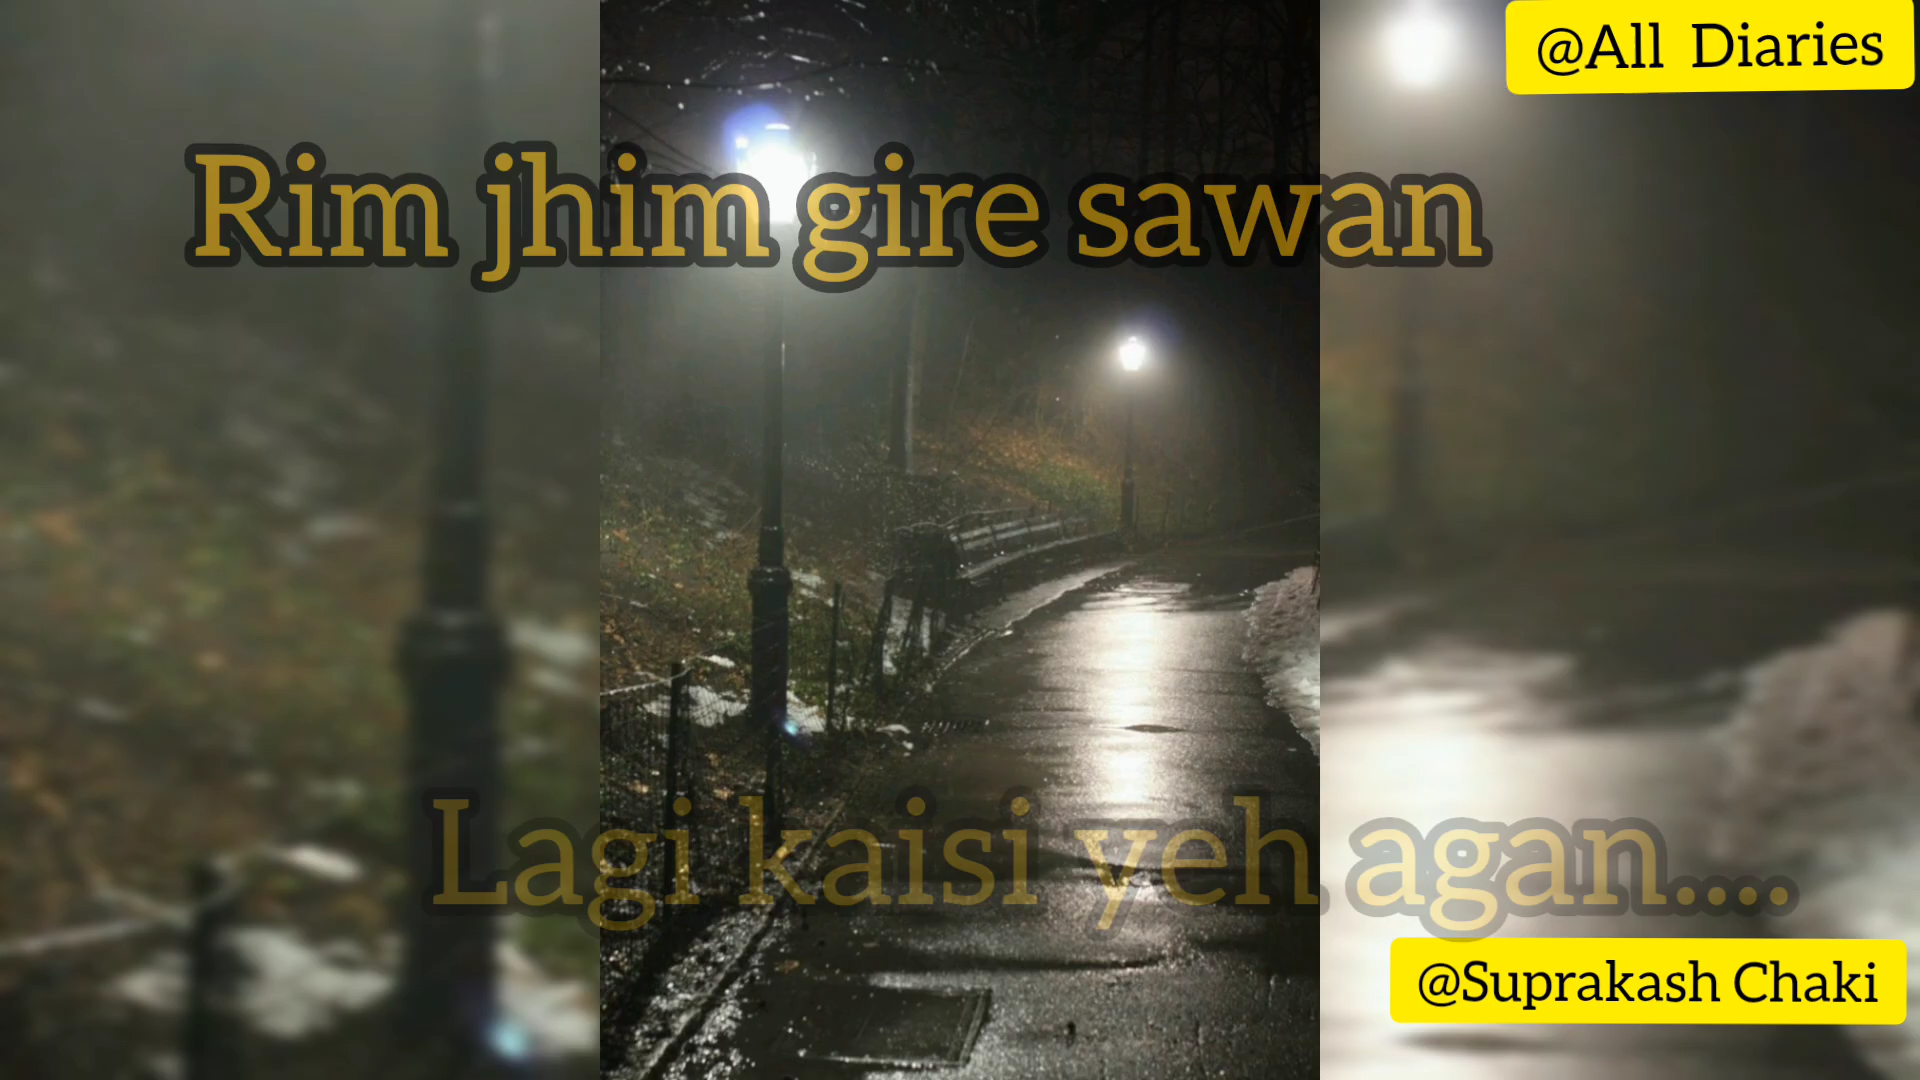 @All Diaries
Rim jhim gire sawan
Lagi kaisi yeh agan....
@Suprakash Chaki